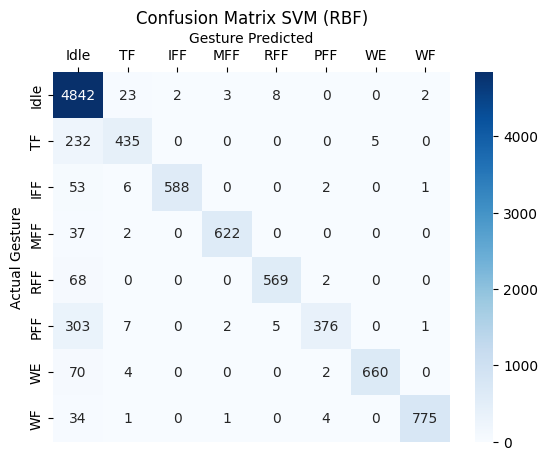 Confusion Matrix SVM (RBF)
Gesture Predicted
Idle TF IFF MFF RFF PFF WE WF
Idle 4842 23 2 3 8 0 0 2
TF 232 435 0 0 0 0 5 0
IFF 53 6 588 0 0 2 0 1
MFF 37 2 0 622 0 0 0 0
RFF 68 0 0 0 569 2 0 0
PFF 303 7 0 2 5 376 0 1
WE 70 4 0 0 0 2 660 0
WF 34 1 0 1 0 4 0 775
Actual Gesture
4000
3000
2000
1000
0